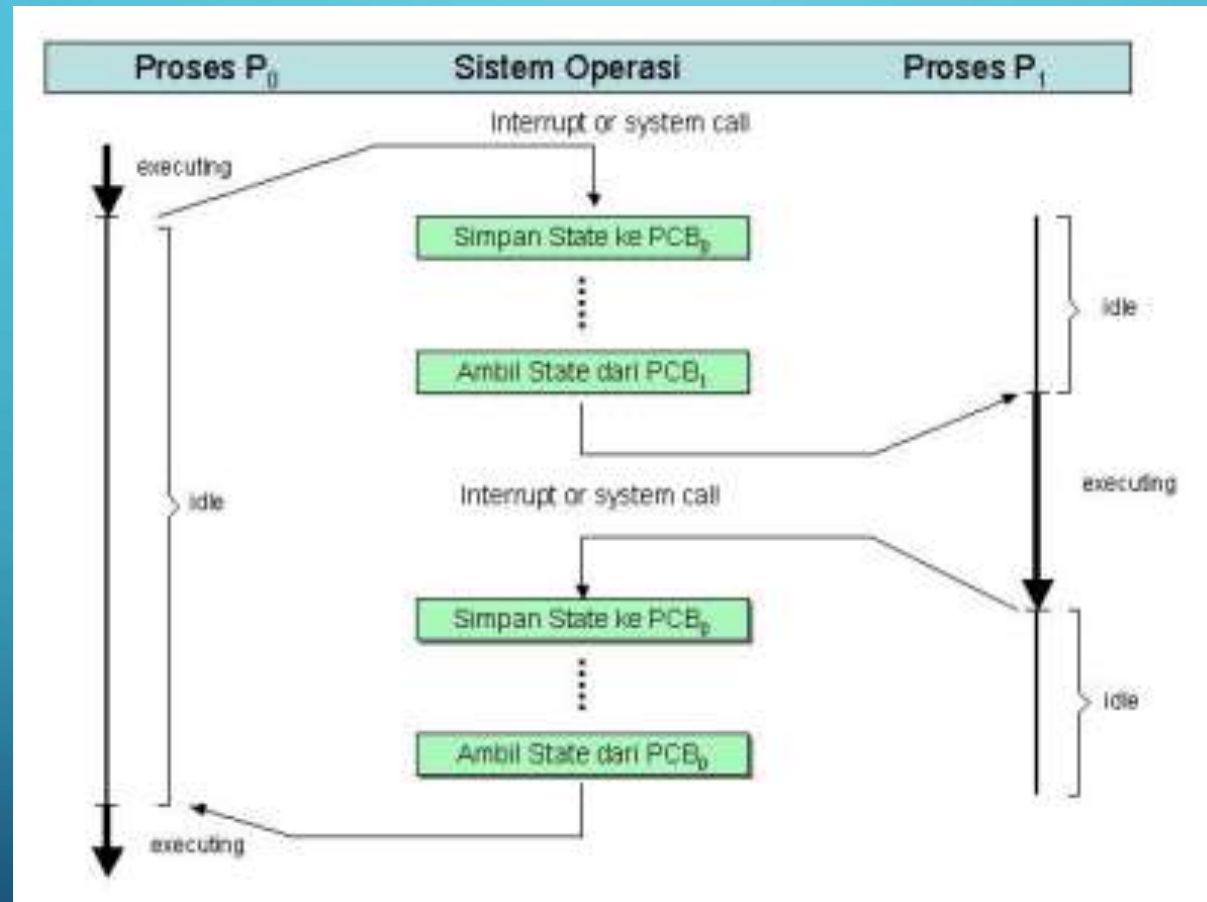 Proses P₀ Sistem Operasi Proses P₁
Interrupt or system call
executing
Simpan State ke PCB₀
idle
Ambil State dari PCB₁
executing
Interrupt or system call
idle
Simpan State ke PCB₀
idle
Ambil State dari PCB₀
executing